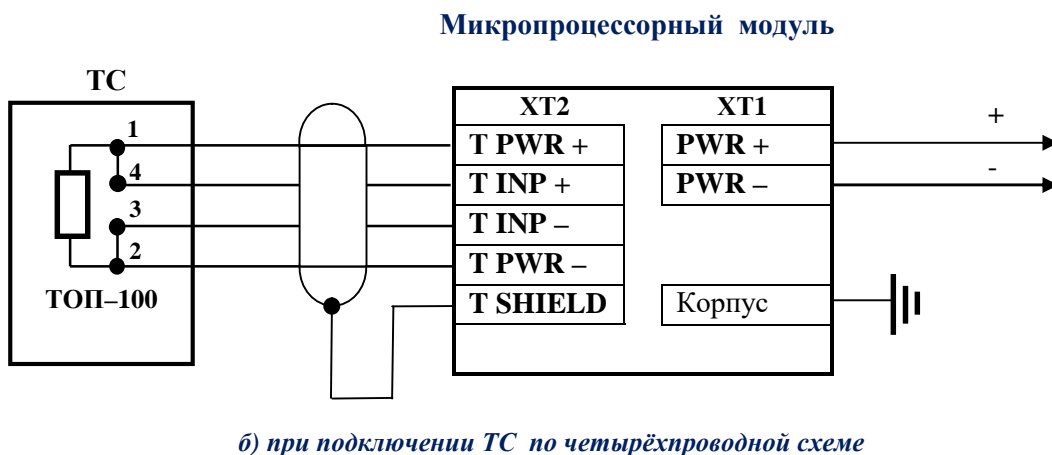 Микропроцессорный модуль
ТС
1
4
3
2
ТОП–100
XT2
T PWR +
T INP +
T INP –
T PWR –
T SHIELD
XT1
PWR +
PWR –
Корпус
+
-
б) при подключении ТС по четырёхпроводной схеме